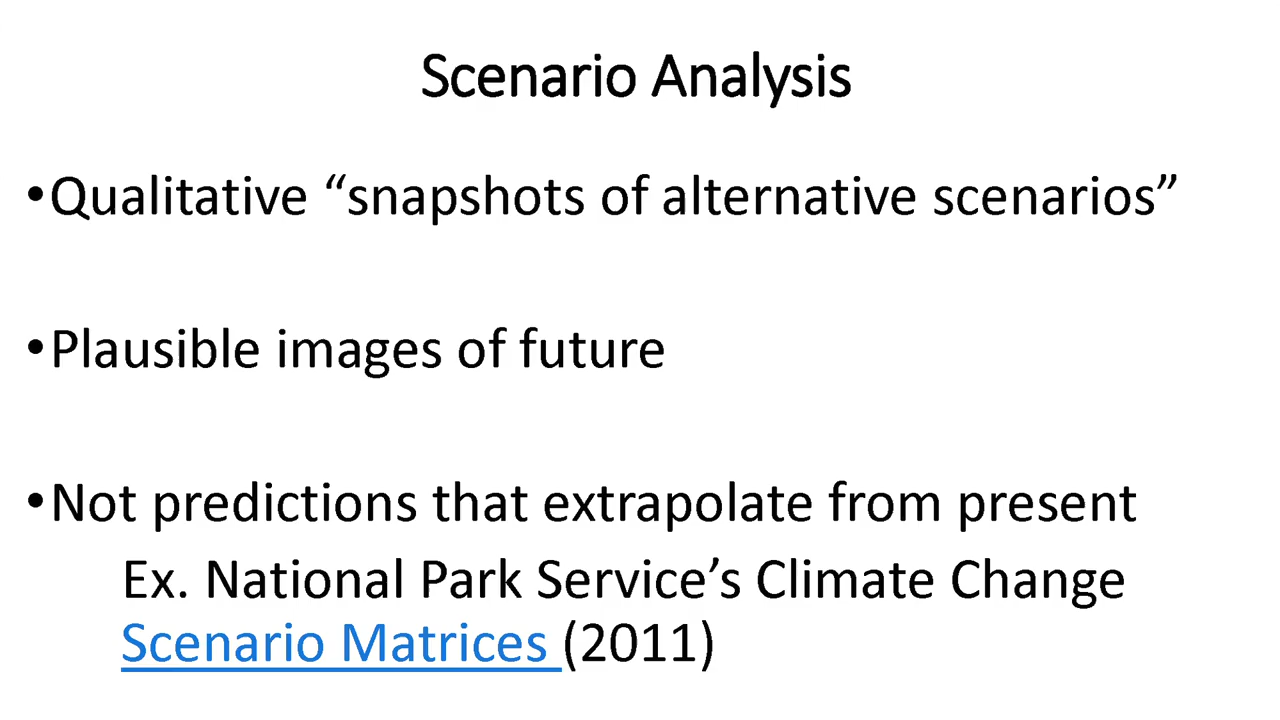 Scenario Analysis
•Qualitative “snapshots of alternative scenarios”
•Plausible images of future
•Not predictions that extrapolate from present
Ex. National Park Service’s Climate Change
Scenario Matrices (2011)